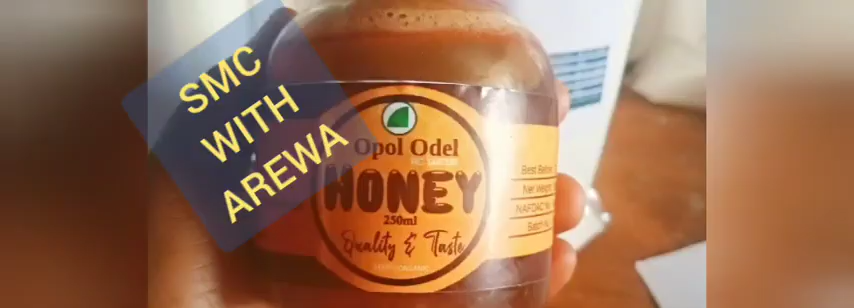 SMC
WITH
AREWA
Opol Odel
HONEY
250ml
Quality & Taste
Best Before
Net Weight
NAFDAC No
Batch No